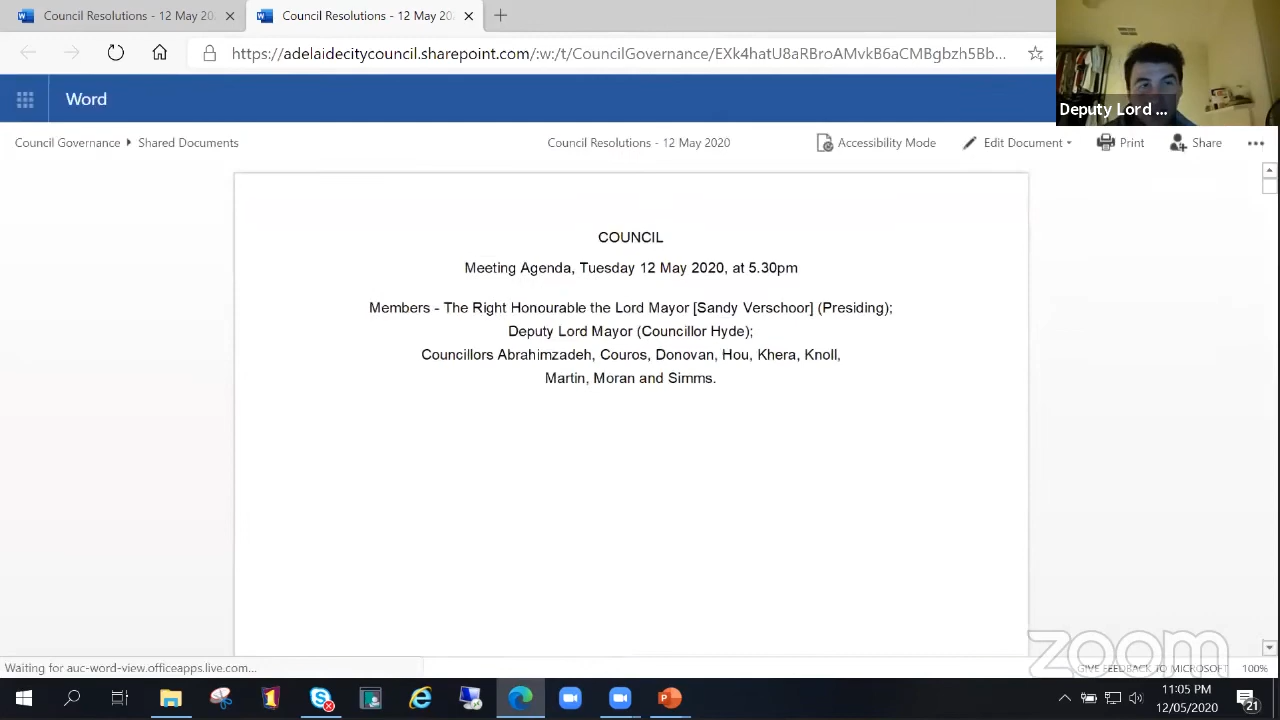 Council Resolutions - 12 May 20
Council Resolutions - 12 May 20
https://adelaidecitycouncil.sharepoint.com/:w:/t/CouncilGovernance/EXk4hatU8aRBroAMvkB6aCMBgbzh5Bb...
Deputy Lord ...
Word
Council Governance
Shared Documents
Council Resolutions - 12 May 2020
Accessibility Mode
Edit Document
Print
Share
COUNCIL
Meeting Agenda, Tuesday 12 May 2020, at 5.30pm
Members - The Right Honourable the Lord Mayor [Sandy Verschoor] (Presiding);
Deputy Lord Mayor (Councillor Hyde);
Councillors Abrahimzadeh, Couros, Donovan, Hou, Khera, Knoll,
Martin, Moran and Simms.
zoom
Waiting for auc-word-view.officeapps.live.com...
GIVE FEEDBACK TO MICROSOFT
100%
11:05 PM
12/05/2020
21